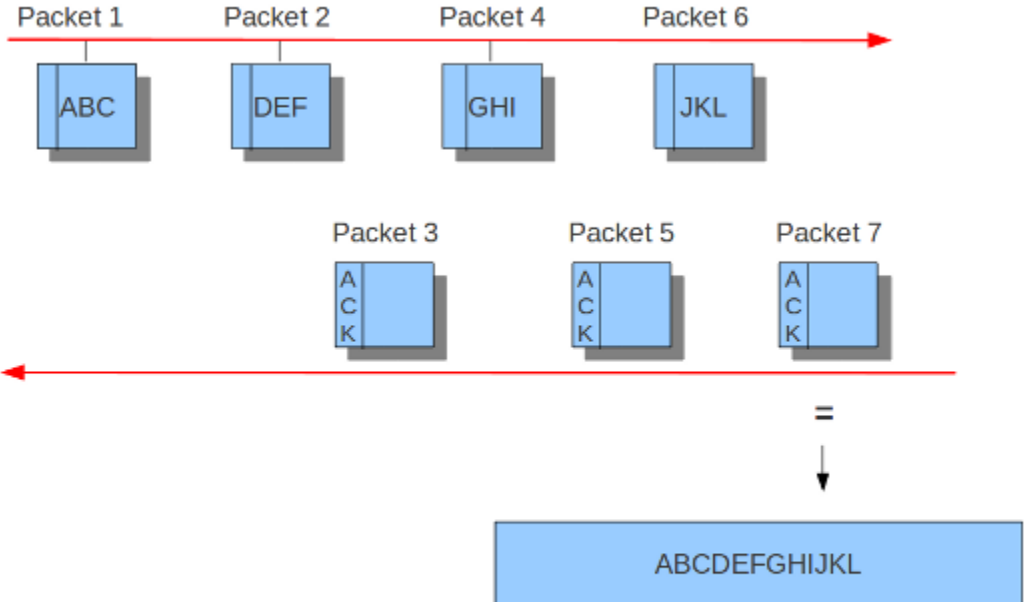 Packet 1 Packet 2 Packet 4 Packet 6
ABC DEF GHI JKL
Packet 3 Packet 5 Packet 7
A A A
C C C
K K K
=
ABCDEFGHIJKL